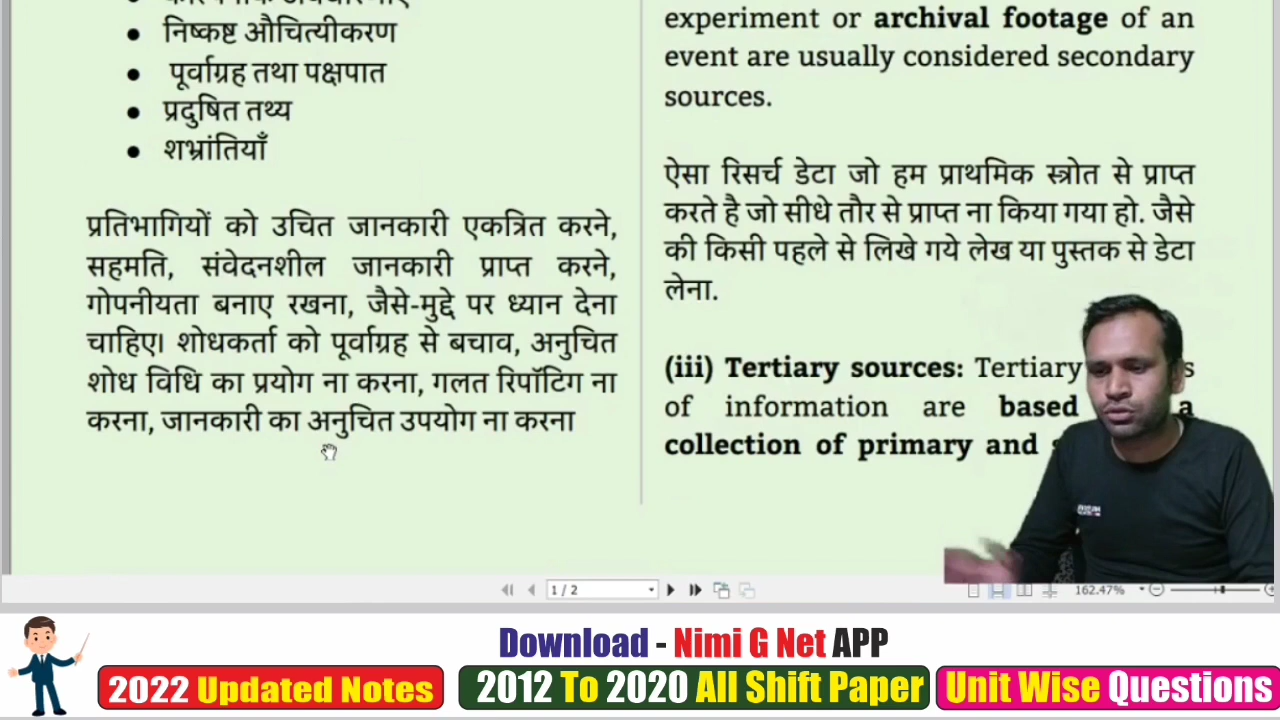 निष्कष्ट औचित्यीकरण
पूर्वाग्रह तथा पक्षपात
प्रदुषित तथ्य
शभ्रांतियाँ
प्रतिभागियों को उचित जानकारी एकत्रित करने,
सहमति, संवेदनशील जानकारी प्राप्त करने,
गोपनीयता बनाए रखना, जैसे-मुद्दे पर ध्यान देना
चाहिए। शोधकर्ता को पूर्वाग्रह से बचाव, अनुचित
शोध विधि का प्रयोग ना करना, गलत रिपॉटिग ना
करना, जानकारी का अनुचित उपयोग ना करना
experiment or archival footage of an
event are usually considered secondary
sources.
ऐसा रिसर्च डेटा जो हम प्राथमिक स्त्रोत से प्राप्त
करते है जो सीधे तौर से प्राप्त ना किया गया हो. जैसे
की किसी पहले से लिखे गये लेख या पुस्तक से डेटा
लेना.
(iii) Tertiary sources: Tertiary
of information are based a
collection of primary and
1 / 2
162.47%
Download - Nimi G Net APP
2022 Updated Notes
2012 To 2020 All Shift Paper
Unit Wise Questions